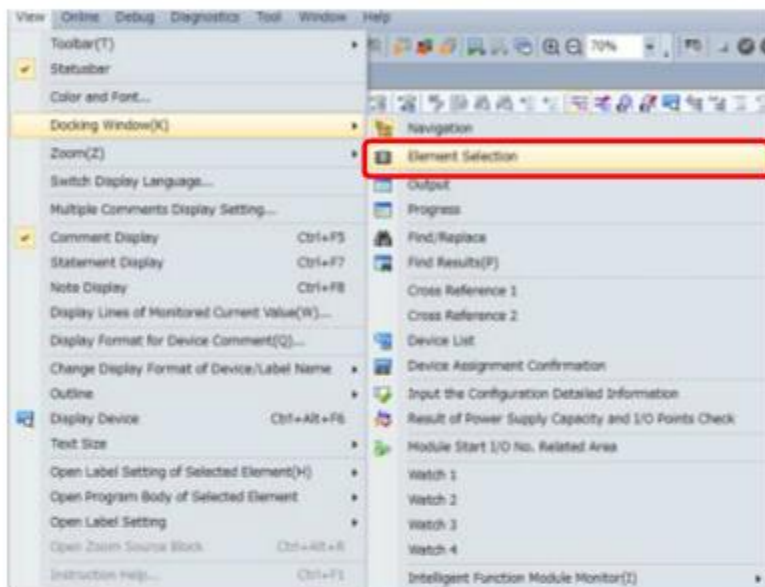 View Online Debug Diagnostics Tool Window Help
Toolbar(T)
Statusbar
Color and Font...
Docking Window(K)
Zoom(Z)
Switch Display Language...
Multiple Comments Display Setting...
Comment Display Ctrl+F5
Statement Display Ctrl+F7
Note Display Ctrl+F8
Display Lines of Monitored Current Value(W)...
Display Format for Device Comment(Q)...
Change Display Format of Device/Label Name
Outline
Display Device Ctrl+Alt+F6
Text Size
Open Label Setting of Selected Element(H)
Open Program Body of Selected Element
Open Label Setting
Open Zoom Source Block Ctrl+Alt+R
Instruction Help... Ctrl+F1
70%
Navigation
Element Selection
Output
Progress
Find/Replace
Find Results(P)
Cross Reference 1
Cross Reference 2
Device List
Device Assignment Confirmation
Input the Configuration Detailed Information
Result of Power Supply Capacity and I/O Points Check
Module Start I/O No. Related Area
Watch 1
Watch 2
Watch 3
Watch 4
Intelligent Function Module Monitor(I)